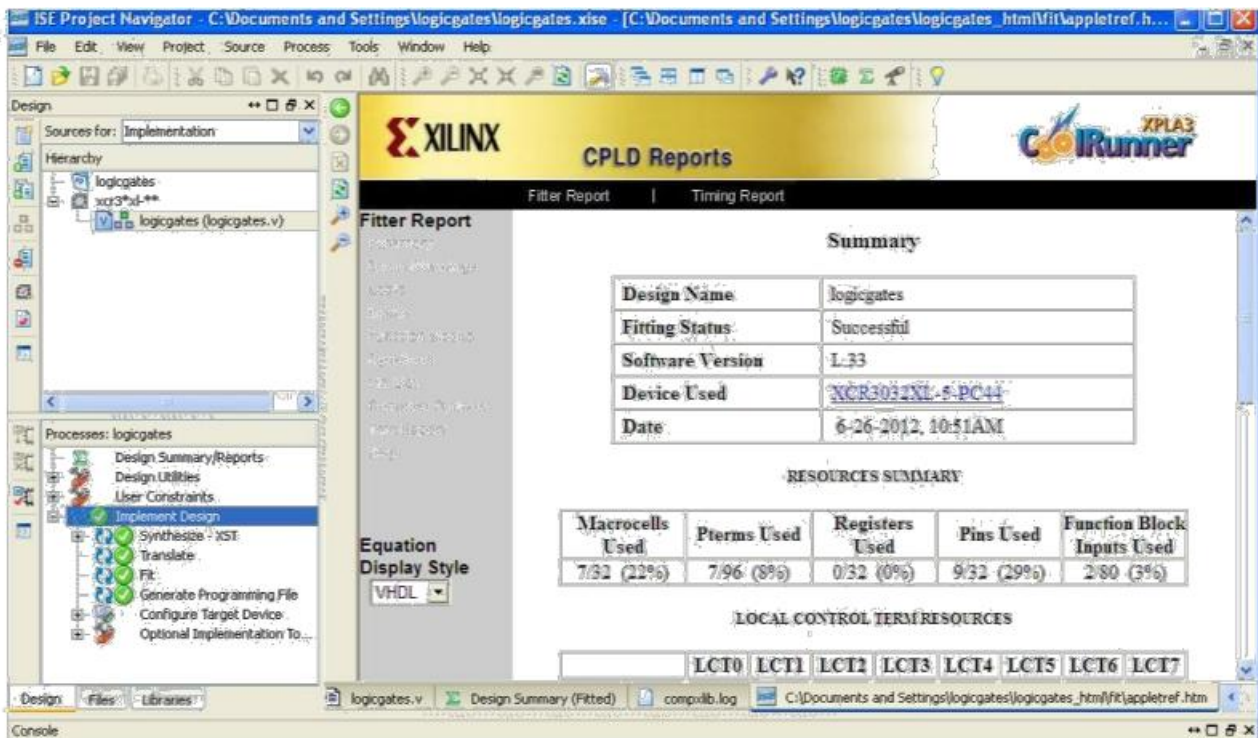 ISE Project Navigator - C:\Documents and Settings\logicgates\logicgates.xise - [C:\Documents and Settings\logicgates\logicgates_html\fit\appletref.h...
File Edit View Project Source Process Tools Window Help
Design
Sources for: Implementation
Hierarchy
logicgates
xcr3*xl-**
logicgates (logicgates.v)
Processes: logicgates
Design Summary/Reports
Design Utilities
User Constraints
Implement Design
Synthesize - XST
Translate
Fit
Generate Programming File
Configure Target Device
Optional Implementation To...
Design Files Libraries
XILINX
CPLD Reports
XPLA3
CoolRunner
Fitter Report | Timing Report
Fitter Report
Equation
Display Style
VHDL
Summary
Design Name logicgates
Fitting Status Successful
Software Version L.33
Device Used XCR3032XL-5-PC44
Date 6-26-2012, 10:51AM
RESOURCES SUMMARY
Macrocells Used Pterms Used Registers Used Pins Used Function Block Inputs Used
7/32 (22%) 7/96 (8%) 0/32 (0%) 9/32 (29%) 2/80 (3%)
LOCAL CONTROL TERM RESOURCES
LCT0 LCT1 LCT2 LCT3 LCT4 LCT5 LCT6 LCT7
logicgates.v Design Summary (Fitted) compxlib.log C:\Documents and Settings\logicgates\logicgates_html\fit\appletref.htm
Console